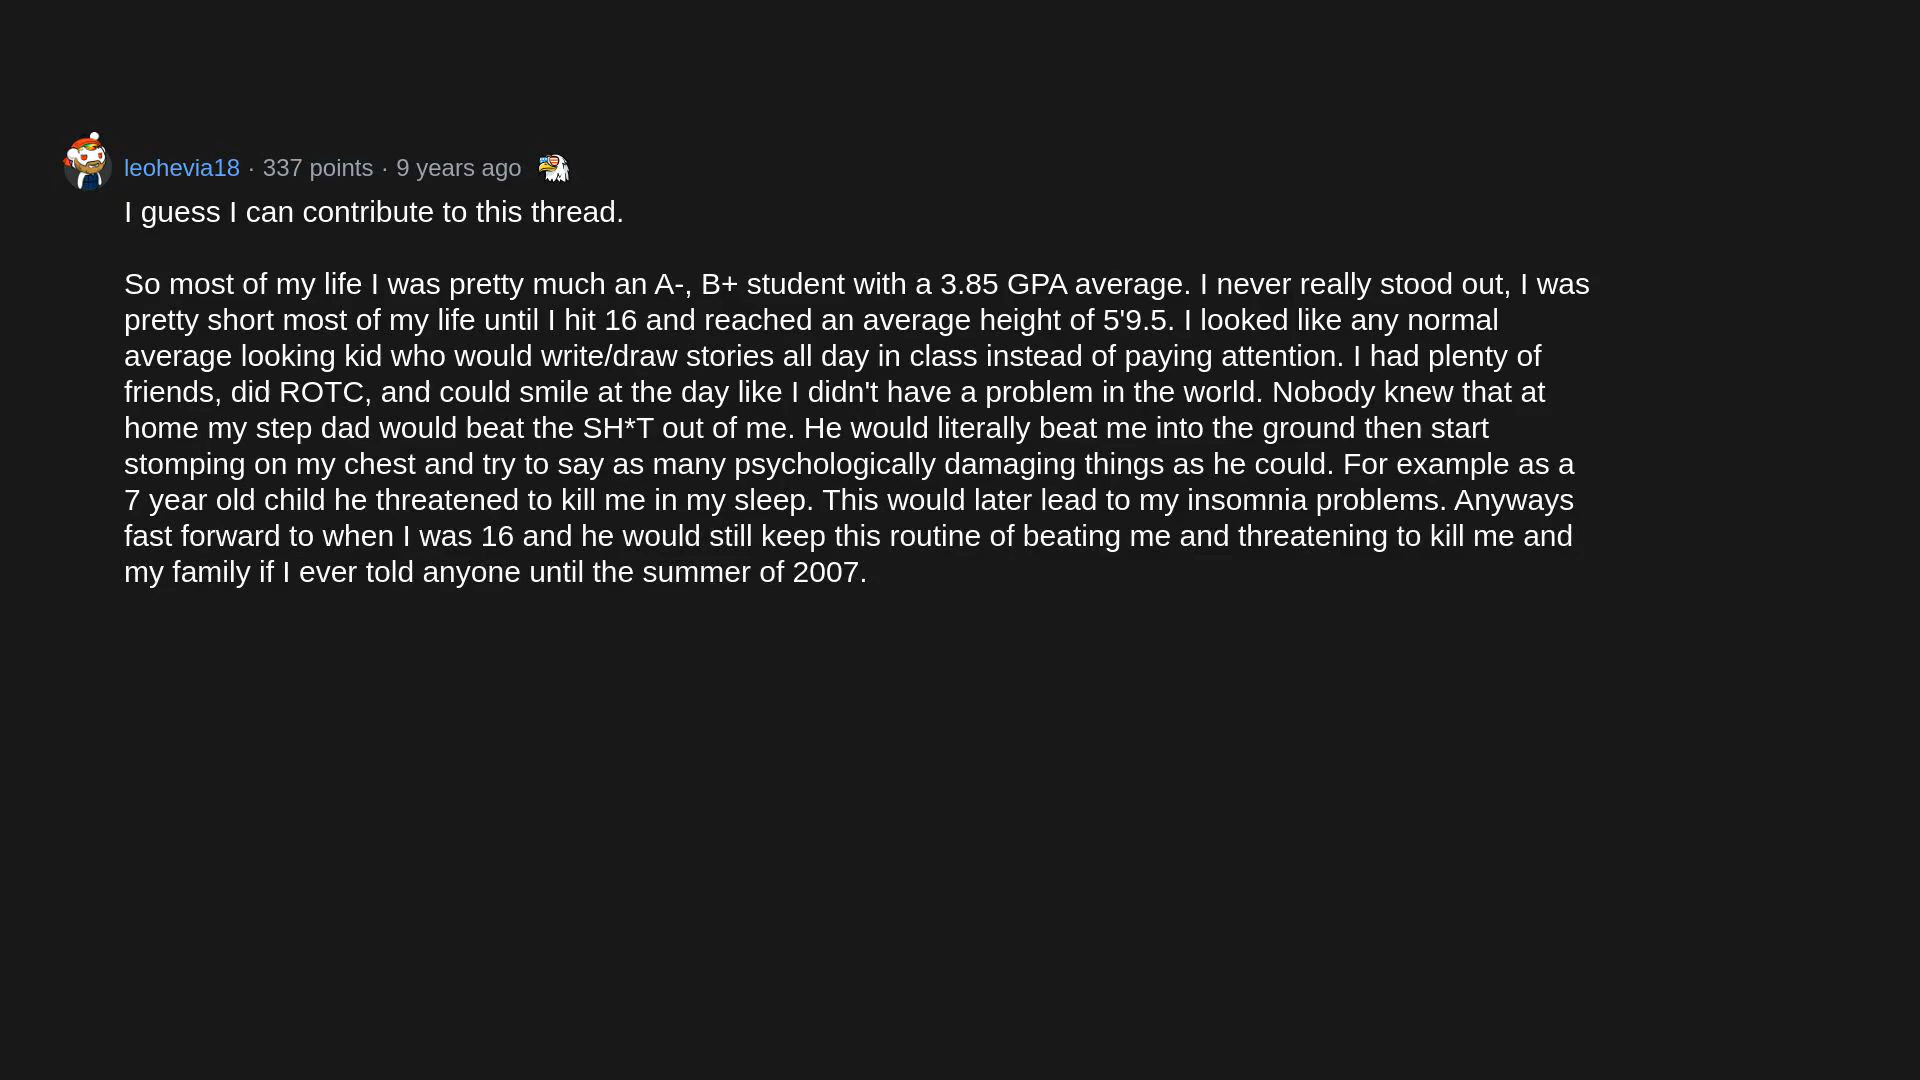 leohevia18 · 337 points · 9 years ago
I guess I can contribute to this thread.
So most of my life I was pretty much an A-, B+ student with a 3.85 GPA average. I never really stood out, I was
pretty short most of my life until I hit 16 and reached an average height of 5'9.5. I looked like any normal
average looking kid who would write/draw stories all day in class instead of paying attention. I had plenty of
friends, did ROTC, and could smile at the day like I didn't have a problem in the world. Nobody knew that at
home my step dad would beat the SH*T out of me. He would literally beat me into the ground then start
stomping on my chest and try to say as many psychologically damaging things as he could. For example as a
7 year old child he threatened to kill me in my sleep. This would later lead to my insomnia problems. Anyways
fast forward to when I was 16 and he would still keep this routine of beating me and threatening to kill me and
my family if I ever told anyone until the summer of 2007.